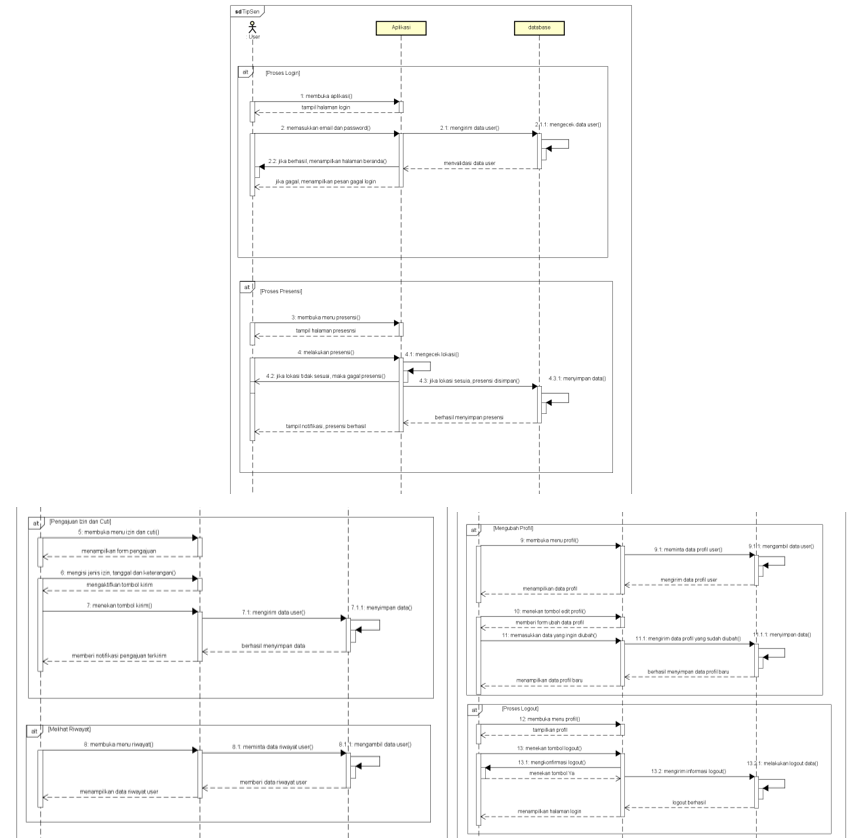 sd TipSen
User
Aplikasi
database
alt
[Proses Login]
1: membuka aplikasi()
tampil halaman login
2: memasukkan email dan password()
2.1: mengirim data user()
2.1.1: mengecek data user()
2.2: jika berhasil, menampilkan halaman beranda()
menvalidasi data user
jika gagal, menampilkan pesan gagal login
alt
[Proses Presensi]
3: membuka menu presensi()
tampil halaman presesnsi
4: melakukan presensi()
4.1: mengecek lokasi()
4.2: jika lokasi tidak sesuai, maka gagal presensi()
4.3: jika lokasi sesuia, presensi disimpan()
4.3.1: menyimpan data()
berhasil menyimpan presensi
tampil notifikasi, presensi berhasil
alt
[Pengajuan Izin dan Cuti]
5: membuka menu izin dan cuti()
menampilkan form pengajuan
6: mengisi jenis izin, tanggal dan keterangan()
mengaktifkan tombol kirim
7: menekan tombol kirim()
7.1: mengirim data user()
7.1.1: menyimpan data()
berhasil menyimpan data
memberi notifikasi pengajuan terkirim
alt
[Melihat Riwayat]
8: membuka menu riwayat()
8.1: meminta data riwayat user()
8.1.1: mengambil data user()
memberi data riwayat user
menampilkan data riwayat user
alt
[Mengubah Profil]
9: membuka menu profil()
9.1: meminta data profil user()
9.1.1: mengambil data user()
mengirim data profil user
menampilkan data profil
10: menekan tombol edit profil()
memberi form ubah data profil
11: memasukkan data yang ingin diubah()
11.1: mengirim data profil yang sudah diubah()
11.1.1: menyimpan data()
berhasil menyimpan data profil baru
menampilkan data profil baru
alt
[Proses Logout]
12: membuka menu profil()
tampilkan profil
13: menekan tombol logout()
13.1: mengkonfirmasi logout()
menekan tombol Ya
13.2: mengirim informasi logout()
13.2.1: melakukan logout data()
logout berhasil
menampilkan halaman login